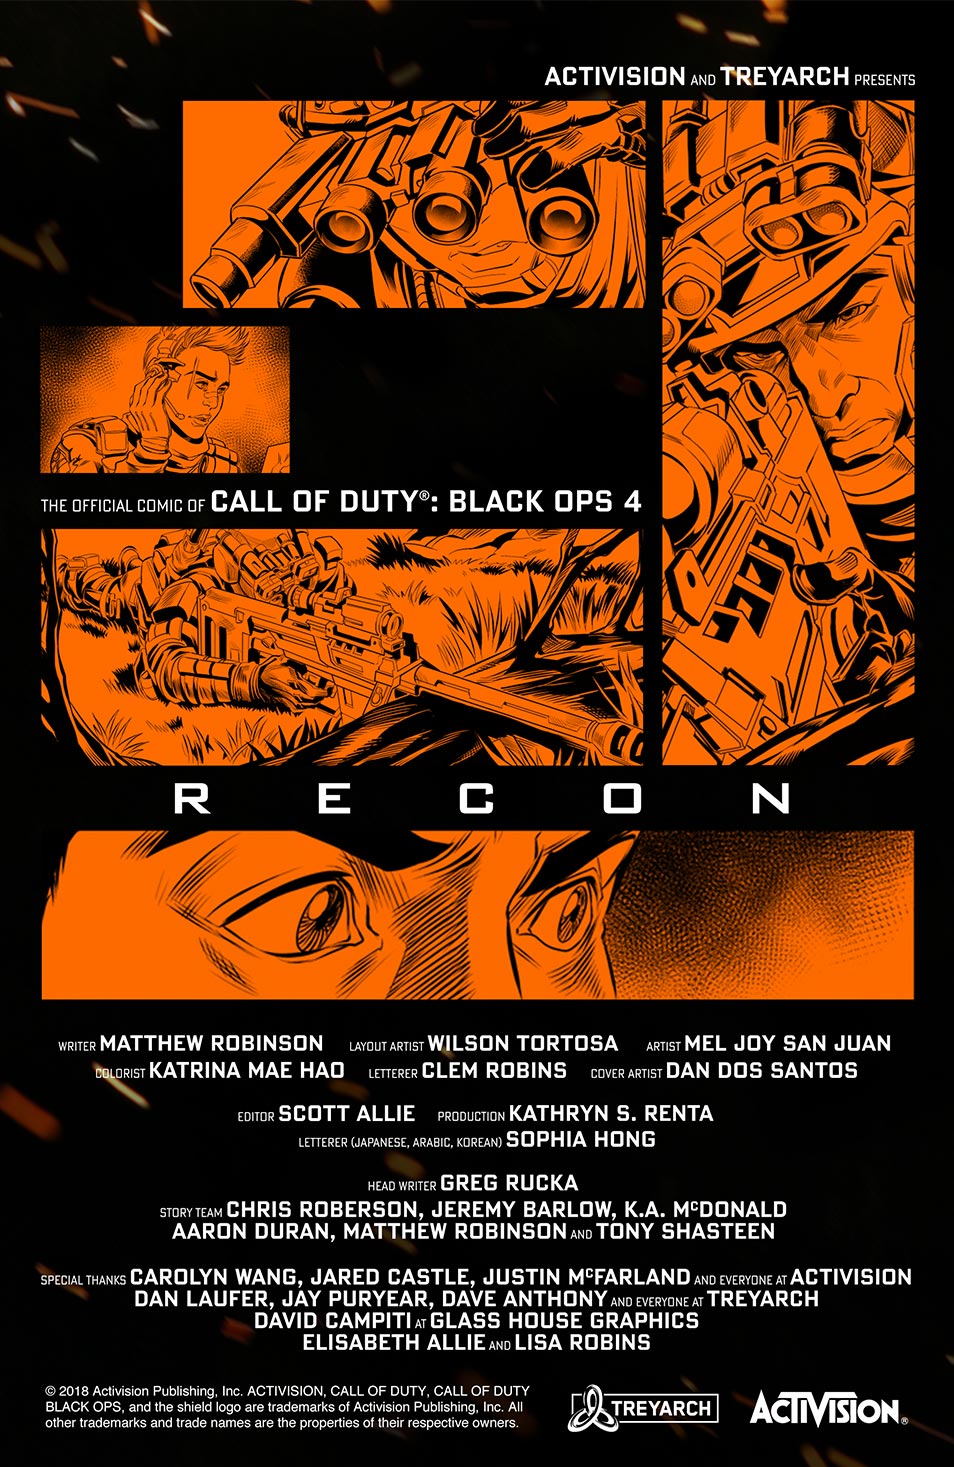 ACTIVISION AND TREYARCH PRESENTS
THE OFFICIAL COMIC OF CALL OF DUTY®: BLACK OPS 4
RECON
WRITER MATTHEW ROBINSON LAYOUT ARTIST WILSON TORTOSA ARTIST MEL JOY SAN JUAN
COLORIST KATRINA MAE HAO LETTERER CLEM ROBINS COVER ARTIST DAN DOS SANTOS
EDITOR SCOTT ALLIE PRODUCTION KATHRYN S. RENTA
LETTERER (JAPANESE, ARABIC, KOREAN) SOPHIA HONG
HEAD WRITER GREG RUCKA
STORY TEAM CHRIS ROBERSON, JEREMY BARLOW, K.A. McDONALD
AARON DURAN, MATTHEW ROBINSON AND TONY SHASTEEN
SPECIAL THANKS CAROLYN WANG, JARED CASTLE, JUSTIN McFARLAND AND EVERYONE AT ACTIVISION
DAN LAUFER, JAY PURYEAR, DAVE ANTHONY AND EVERYONE AT TREYARCH
DAVID CAMPITI AT GLASS HOUSE GRAPHICS
ELISABETH ALLIE AND LISA ROBINS
© 2018 Activision Publishing, Inc. ACTIVISION, CALL OF DUTY, CALL OF DUTY
BLACK OPS, and the shield logo are trademarks of Activision Publishing, Inc. All
other trademarks and trade names are the properties of their respective owners.
TREYARCH
ACTIVISION®